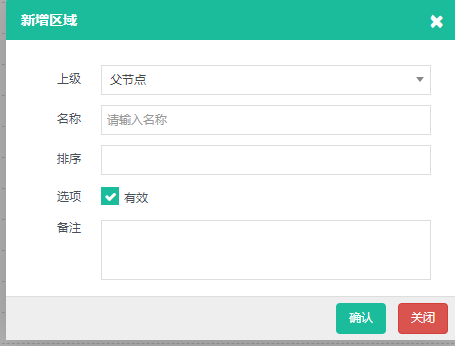 新增区域
上级 父节点
名称 请输入名称
排序
选项 有效
备注
确认 关闭